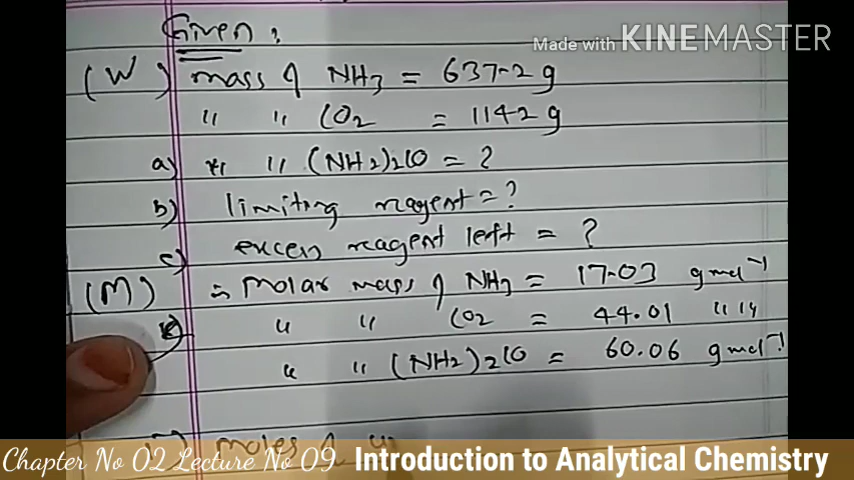 Given:
Made with KINEMASTER
(W) mass of NH3 = 637-2 g
" " CO2 = 1142 g
a) " " (NH2)2CO = ?
b) limiting reagent = ?
c) excess reagent left = ?
(M) Molar mass of NH3 = 17-03 g mol-1
" " CO2 = 44.01 " "
" " (NH2)2CO = 60.06 g mol-1
moles of
Chapter No 02 Lecture No 09 Introduction to Analytical Chemistry